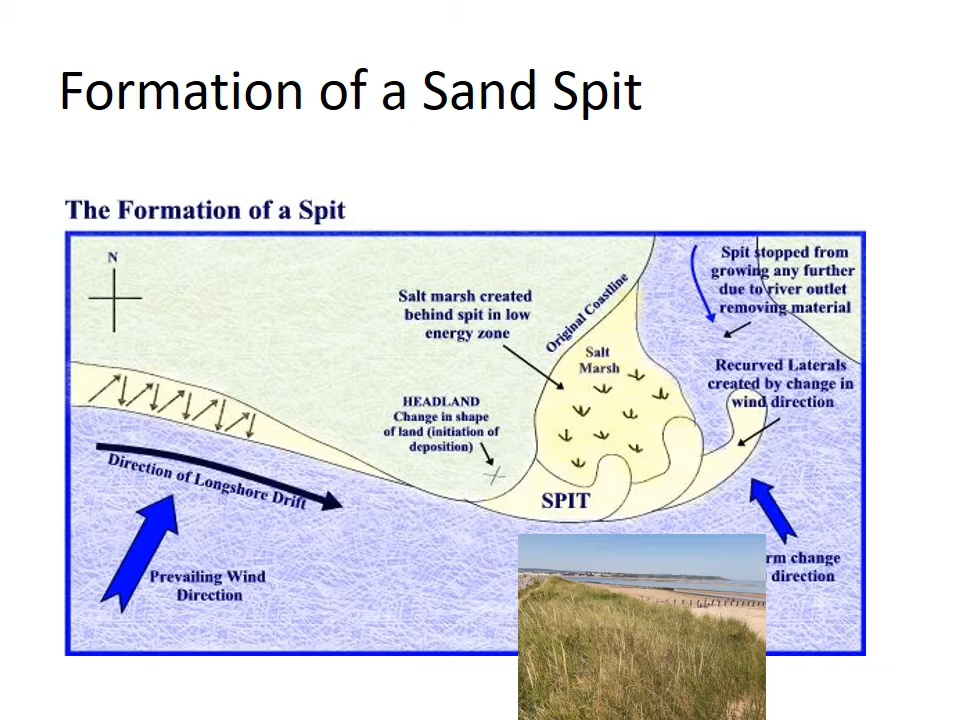 Formation of a Sand Spit
The Formation of a Spit
N
Salt marsh created
behind spit in low
energy zone
Original Coastline
Spit stopped from
growing any further
due to river outlet
removing material
Salt
Marsh
Recurved Laterals
created by change in
wind direction
HEADLAND
Change in shape
of land (initiation of
deposition)
Direction of Longshore Drift
SPIT
Prevailing Wind
Direction
change
direction